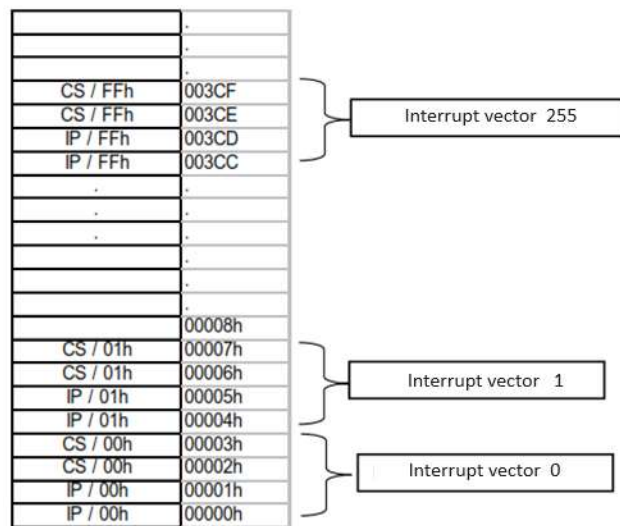 .
.
.
CS / FFh 003CF
CS / FFh 003CE
Interrupt vector 255
IP / FFh 003CD
IP / FFh 003CC
. .
. .
. .
.
.
.
00008h
CS / 01h 00007h
CS / 01h 00006h
Interrupt vector 1
IP / 01h 00005h
IP / 01h 00004h
CS / 00h 00003h
CS / 00h 00002h
Interrupt vector 0
IP / 00h 00001h
IP / 00h 00000h